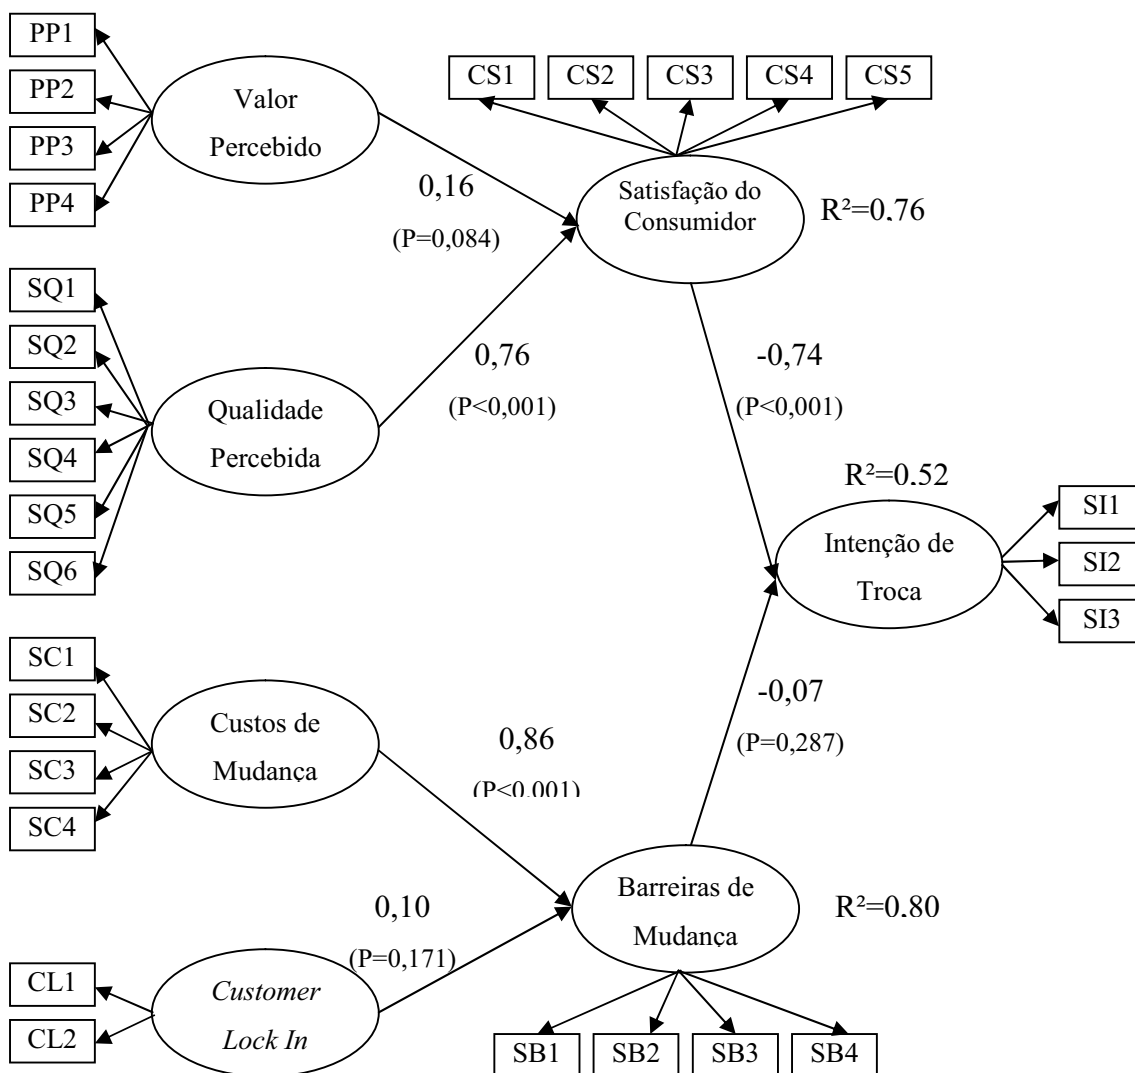 PP1
PP2
PP3
PP4
Valor
Percebido
CS1
CS2
CS3
CS4
CS5
Satisfação do
Consumidor
R²=0,76
0,16
(P=0,084)
SQ1
SQ2
SQ3
SQ4
SQ5
SQ6
Qualidade
Percebida
0,76
(P<0,001)
-0,74
(P<0,001)
R²=0,52
Intenção de
Troca
SI1
SI2
SI3
SC1
SC2
SC3
SC4
Custos de
Mudança
0,86
(P<0,001)
-0,07
(P=0,287)
Barreiras de
Mudança
R²=0,80
0,10
(P=0,171)
CL1
CL2
Customer
Lock In
SB1
SB2
SB3
SB4